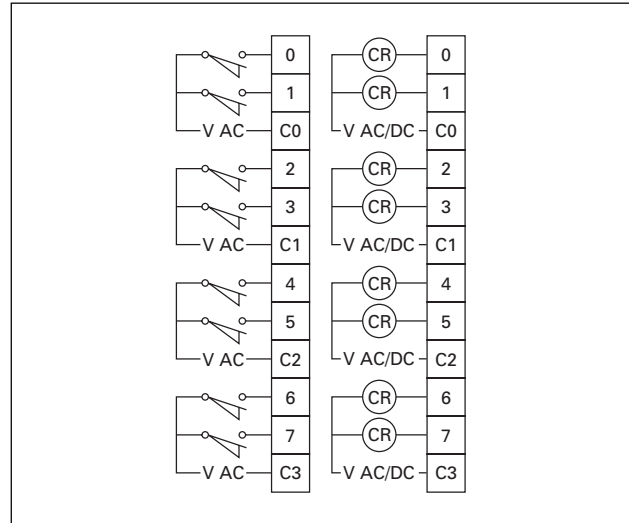 0 CR 0
1 CR 1
V AC C0 V AC/DC C0
2 CR 2
3 CR 3
V AC C1 V AC/DC C1
4 CR 4
5 CR 5
V AC C2 V AC/DC C2
6 CR 6
7 CR 7
V AC C3 V AC/DC C3